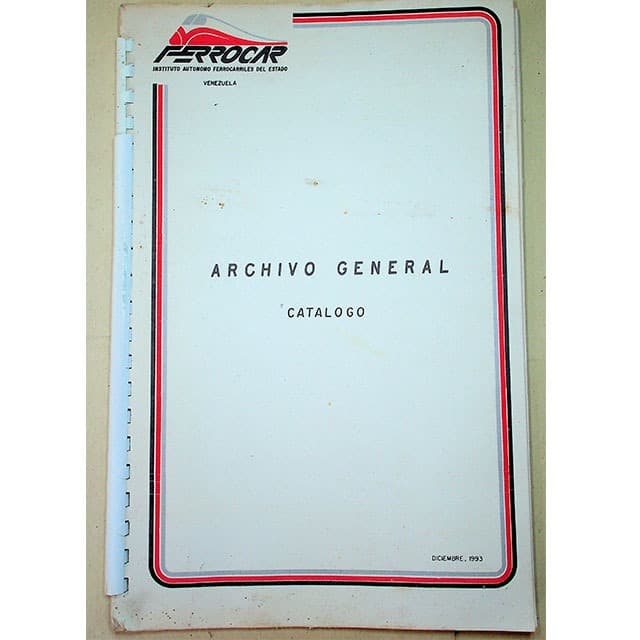 FERROCAR
INSTITUTO AUTONOMO FERROCARRILES DEL ESTADO
VENEZUELA
ARCHIVO GENERAL
CATALOGO
DICIEMBRE, 1993